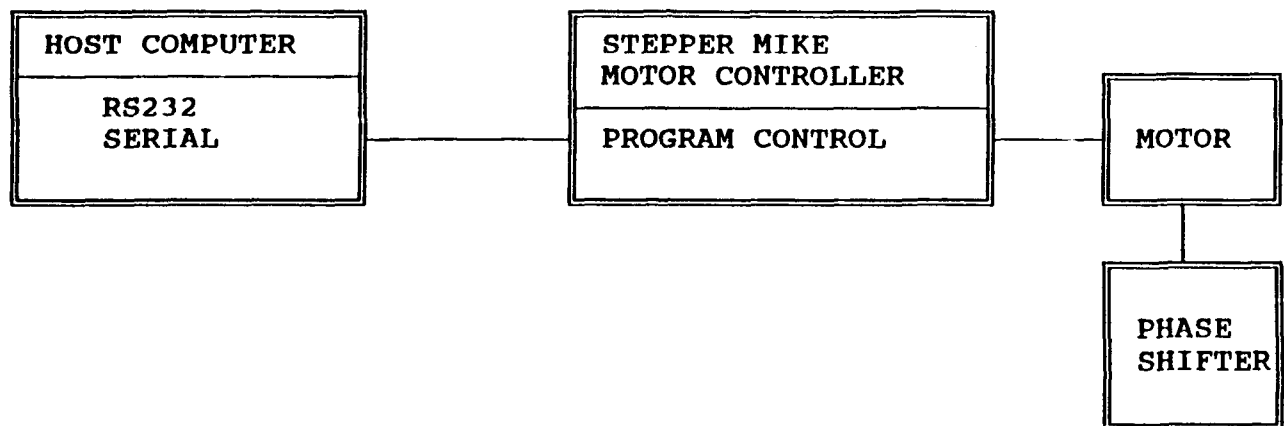 HOST COMPUTER
RS232
SERIAL
STEPPER MIKE
MOTOR CONTROLLER
PROGRAM CONTROL
MOTOR
PHASE
SHIFTER